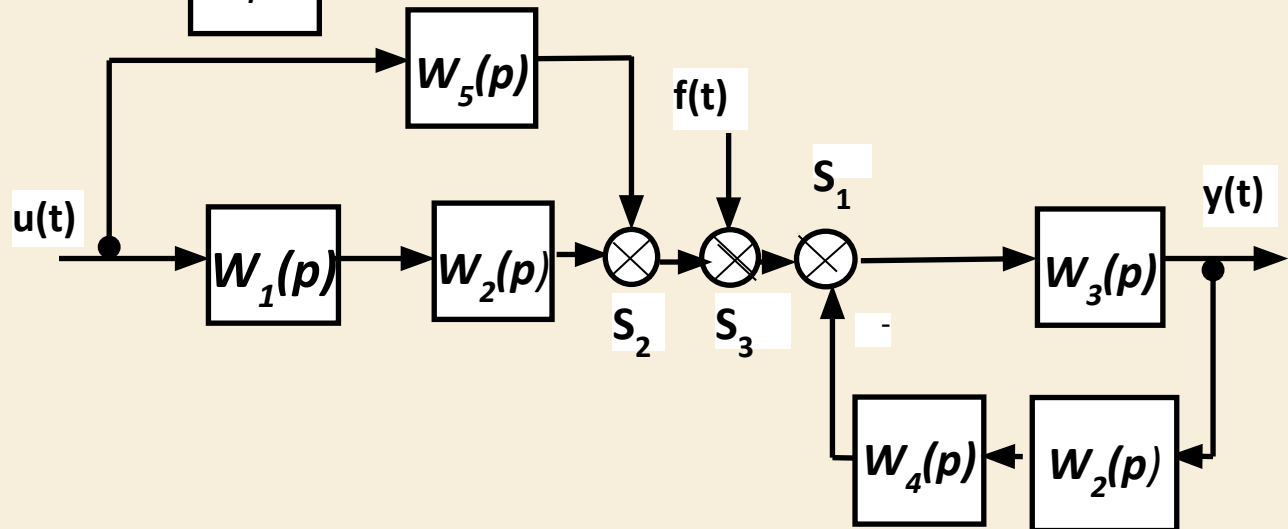 W₅(p)
f(t)
S₁
u(t)
y(t)
W₁(p)
W₂(p)
W₃(p)
S₂
S₃
-
W₄(p)
W₂(p)